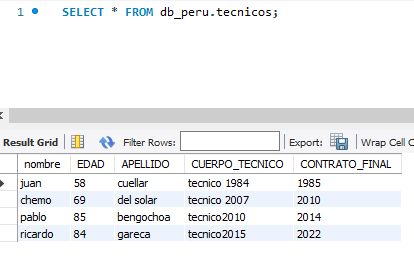 1 SELECT * FROM db_peru.tecnicos;
Result Grid Filter Rows: Export: Wrap Cell C
nombre EDAD APELLIDO CUERPO_TECNICO CONTRATO_FINAL
juan 58 cuellar tecnico 1984 1985
chemo 69 del solar tecnico 2007 2010
pablo 85 bengochoa tecnico2010 2014
ricardo 84 gareca tecnico2015 2022